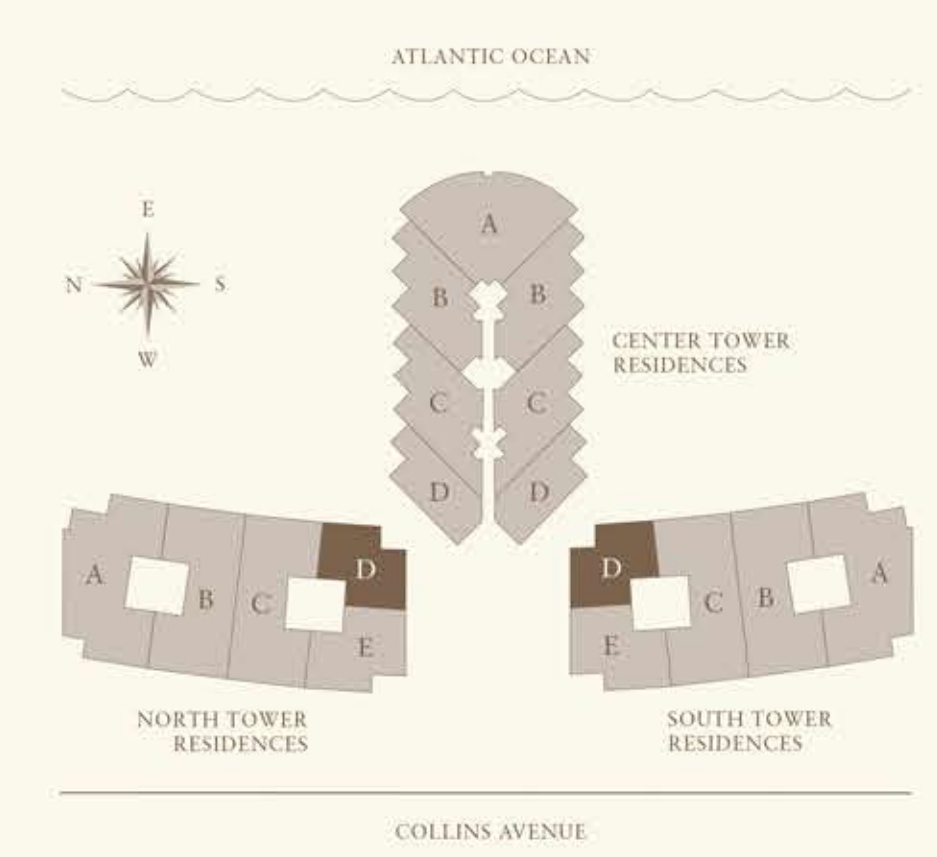 ATLANTIC OCEAN
E
N
S
W
A
B
B
CENTER TOWER
RESIDENCES
C
C
D
D
A
B
C
D
E
D
E
C
B
A
NORTH TOWER
RESIDENCES
SOUTH TOWER
RESIDENCES
COLLINS AVENUE